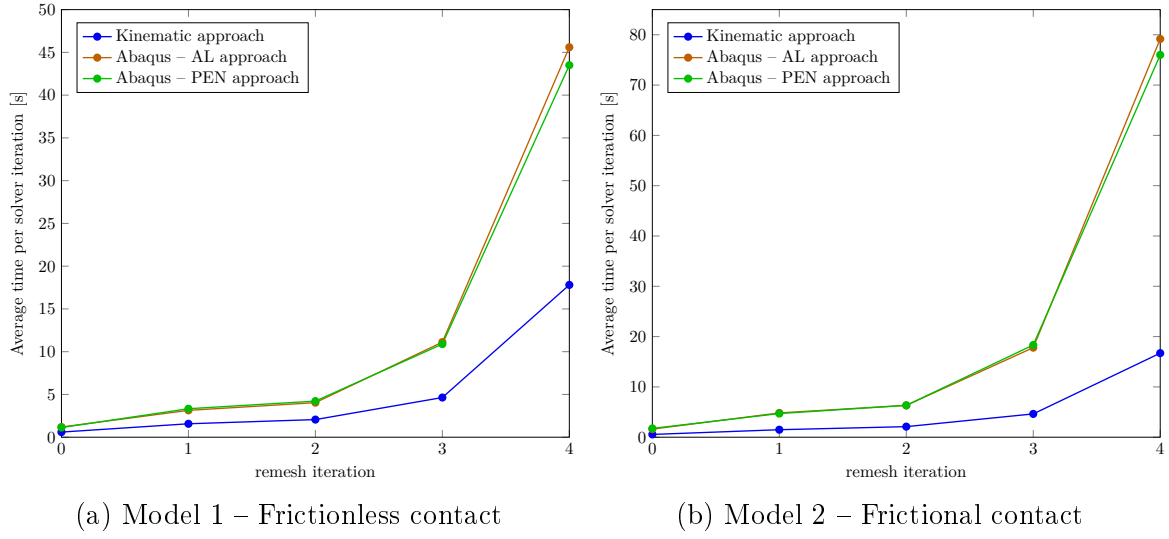 50
45
40
35
30
25
20
15
10
5
0
Average time per solver iteration [s]
Kinematic approach
Abaqus – AL approach
Abaqus – PEN approach
0 1 2 3 4
remesh iteration
(a) Model 1 – Frictionless contact
80
70
60
50
40
30
20
10
0
Average time per solver iteration [s]
Kinematic approach
Abaqus – AL approach
Abaqus – PEN approach
0 1 2 3 4
remesh iteration
(b) Model 2 – Frictional contact